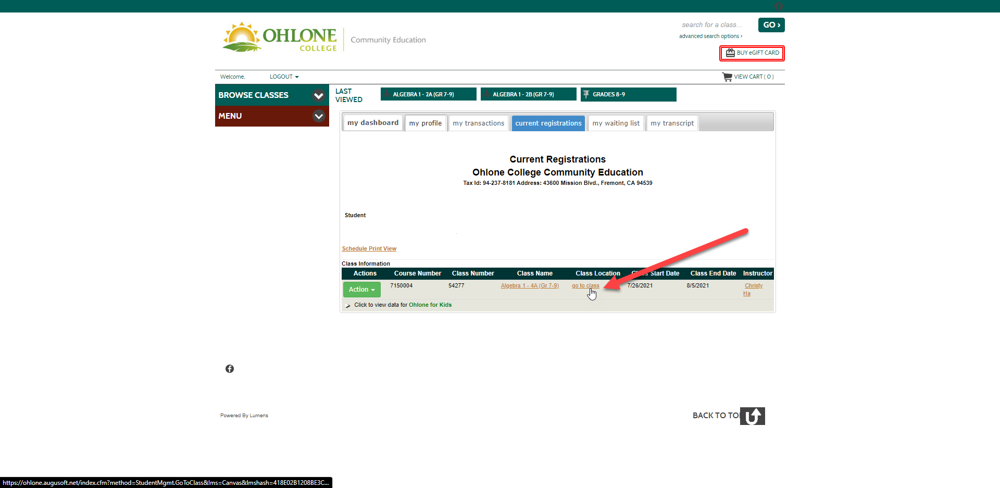 search for a class...
GO ›
advanced search options ›
OHLONE
COLLEGE
Community Education
BUY eGIFT CARD
Welcome,
LOGOUT
VIEW CART ( 0 )
BROWSE CLASSES
MENU
LAST
VIEWED
ALGEBRA 1 - 2A (GR 7-9)
ALGEBRA 1 - 2B (GR 7-9)
GRADES 8-9
my dashboard
my profile
my transactions
current registrations
my waiting list
my transcript
Current Registrations
Ohlone College Community Education
Tax Id: 94-237-8181 Address: 43600 Mission Blvd., Fremont, CA 94539
Student
Schedule Print View
Class Information
Actions Course Number Class Number Class Name Class Location Start Date Class End Date Instructor
Action 7150004 54277 Algebra 1 - 4A (Gr 7-9) go to class 7/26/2021 8/5/2021 Christy
Ha
Click to view data for Ohlone for Kids
Powered By Lumens
BACK TO
https://ohlone.augusoft.net/index.cfm?method=StudentMgmt.GoToClass&lms=Canvas&lmshash=418E02B1208BE3C...